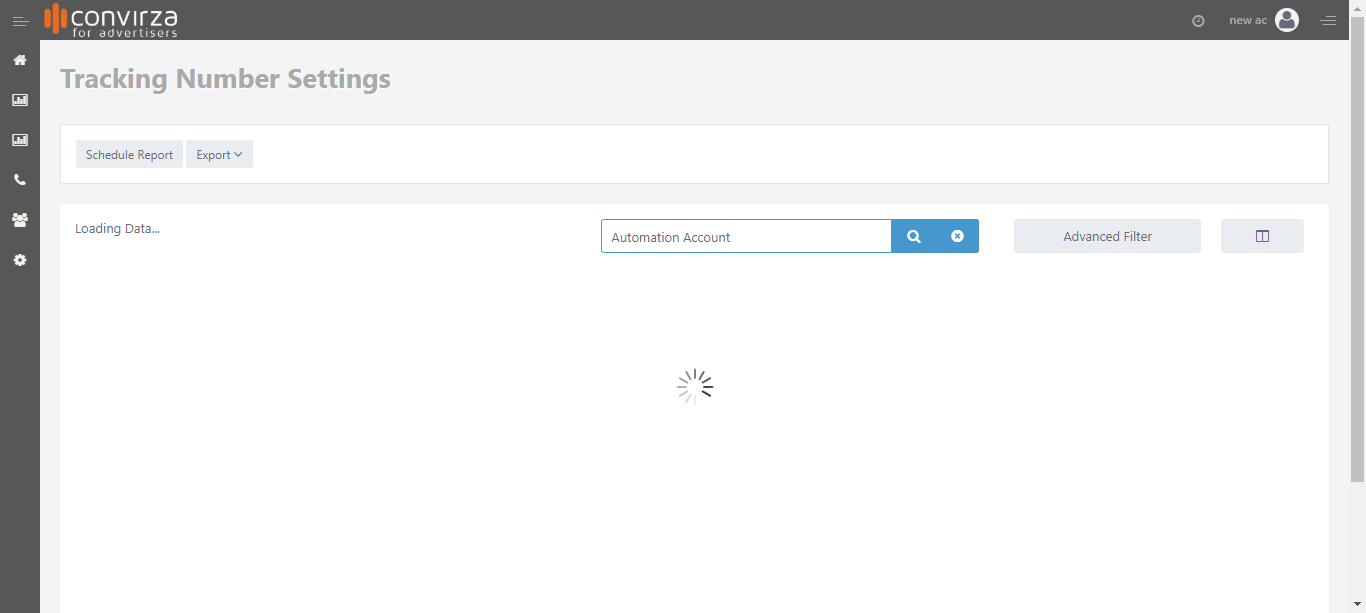 convirza
for advertisers
new ac
Tracking Number Settings
Schedule Report
Export
Loading Data...
Automation Account
Advanced Filter